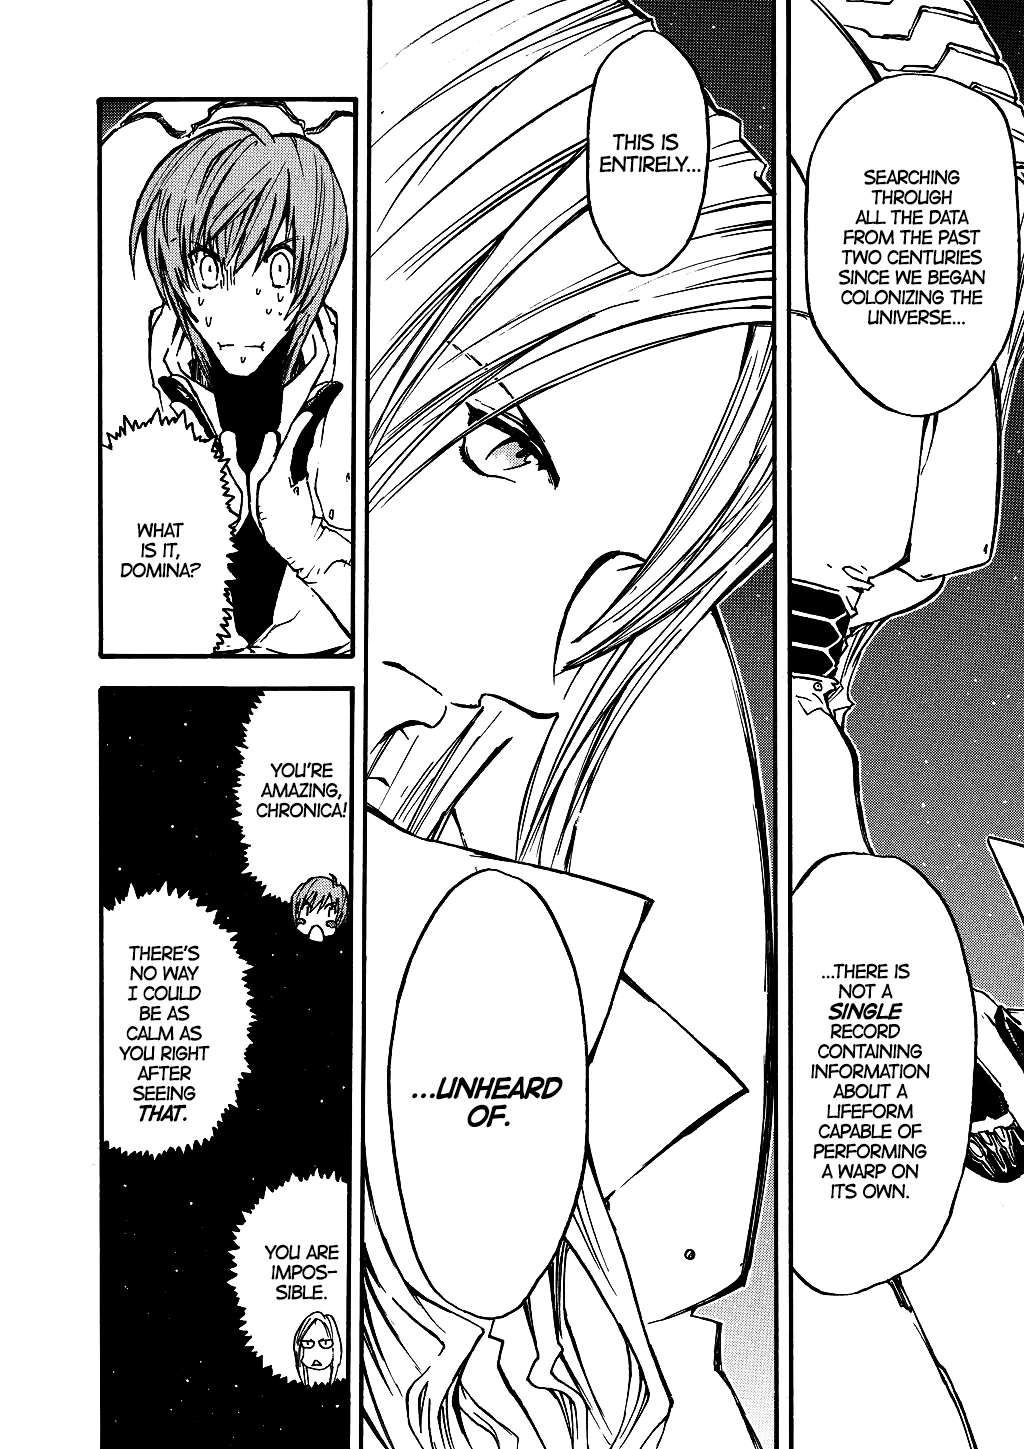 SEARCHING
THROUGH
ALL THE DATA
FROM THE PAST
TWO CENTURIES
SINCE WE BEGAN
COLONIZING THE
UNIVERSE...
...THERE IS
NOT A
SINGLE
RECORD
CONTAINING
INFORMATION
ABOUT A
LIFEFORM
CAPABLE OF
PERFORMING
A WARP ON
ITS OWN.
THIS IS
ENTIRELY...
...UNHEARD
OF.
WHAT
IS IT,
DOMINA?
YOU'RE
AMAZING,
CHRONICA!
THERE'S
NO WAY
I COULD
BE AS
CALM AS
YOU RIGHT
AFTER
SEEING
THAT.
YOU ARE
IMPOS-
SIBLE.